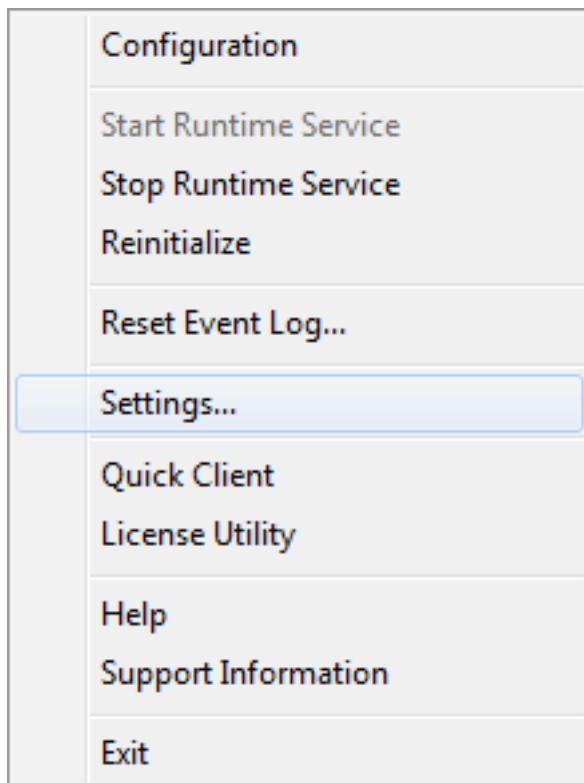 Configuration
Start Runtime Service
Stop Runtime Service
Reinitialize
Reset Event Log...
Settings...
Quick Client
License Utility
Help
Support Information
Exit